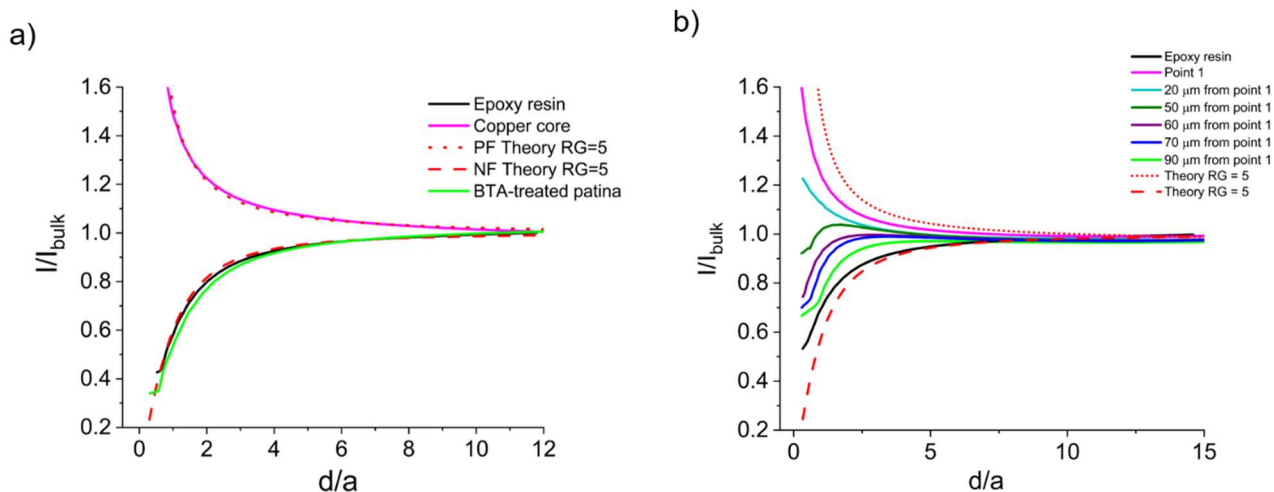 a)
I/I_bulk
1.6
1.4
1.2
1.0
0.8
0.6
0.4
0.2
0 2 4 6 8 10 12
d/a
Epoxy resin
Copper core
PF Theory RG=5
NF Theory RG=5
BTA-treated patina
b)
I/I_bulk
1.6
1.4
1.2
1.0
0.8
0.6
0.4
0.2
0 5 10 15
d/a
Epoxy resin
Point 1
20 μm from point 1
50 μm from point 1
60 μm from point 1
70 μm from point 1
90 μm from point 1
Theory RG = 5
Theory RG = 5